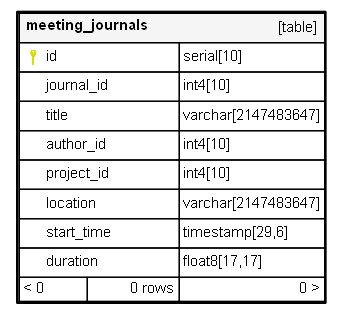 meeting_journals [table]
id serial[10]
journal_id int4[10]
title varchar[2147483647]
author_id int4[10]
project_id int4[10]
location varchar[2147483647]
start_time timestamp[29,6]
duration float8[17,17]
< 0 0 rows 0 >